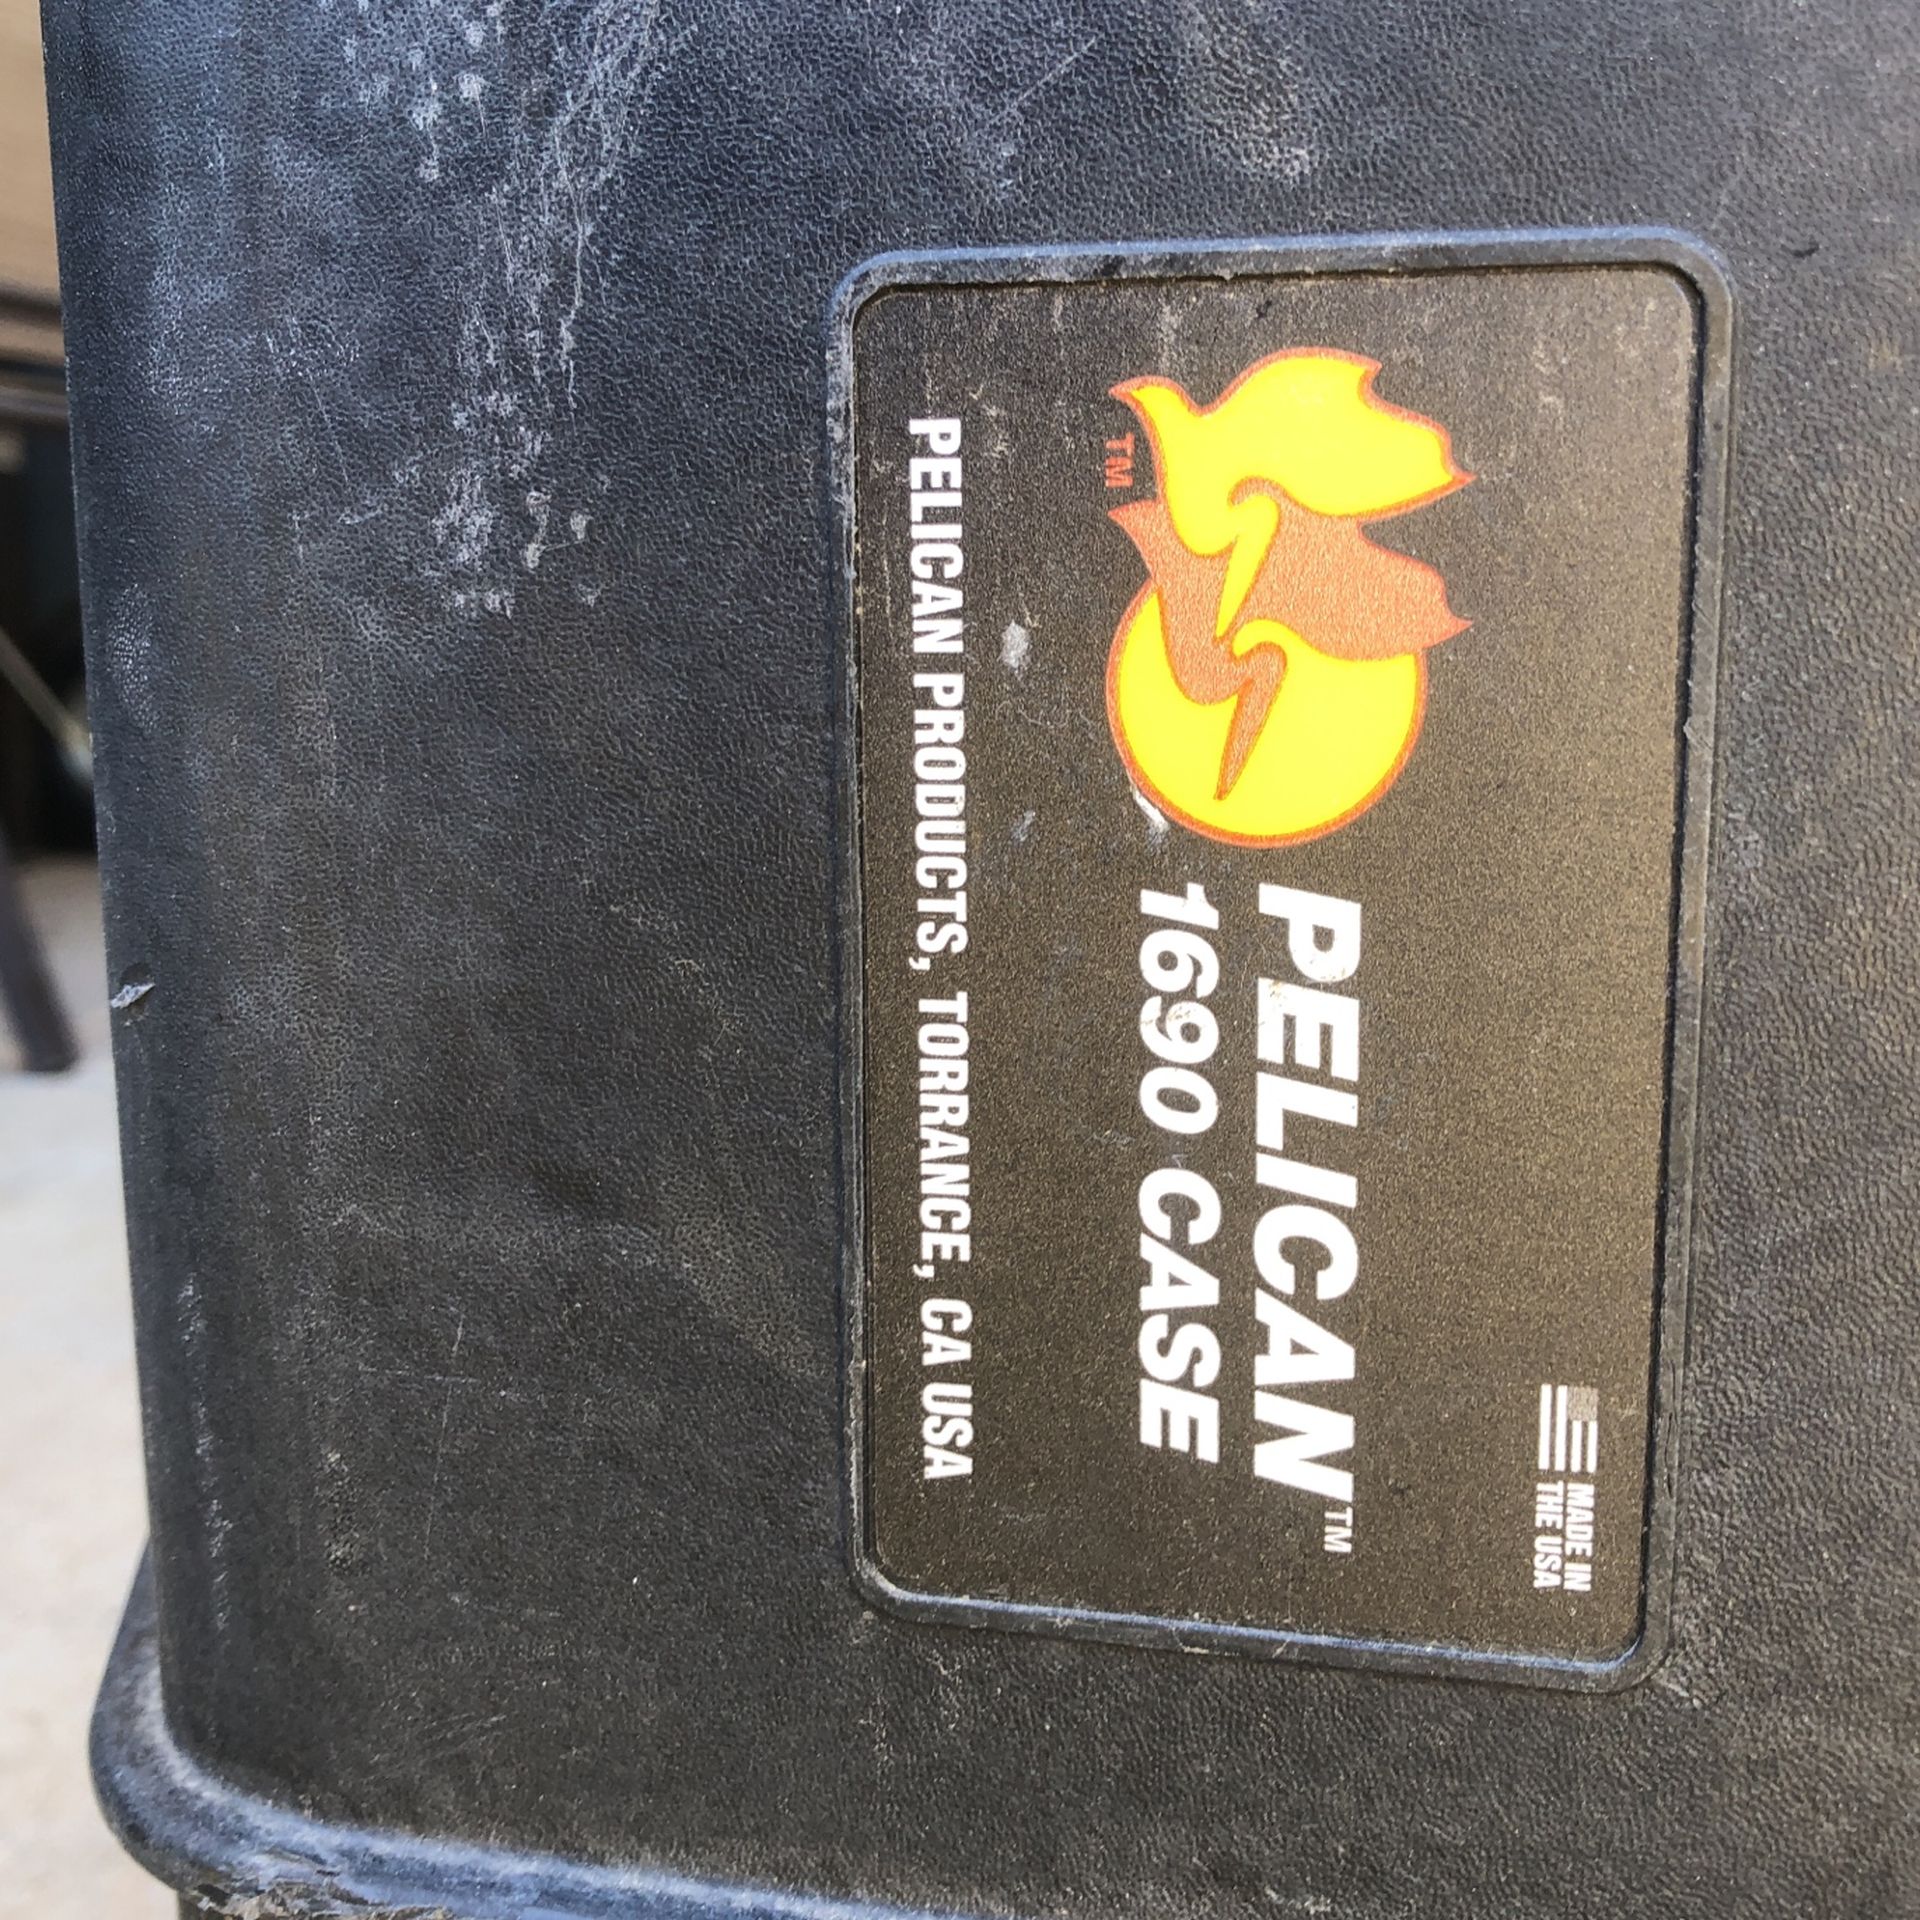 MADE IN
THE USA
PELICAN™
1690 CASE
TM
PELICAN PRODUCTS, TORRANCE, CA USA